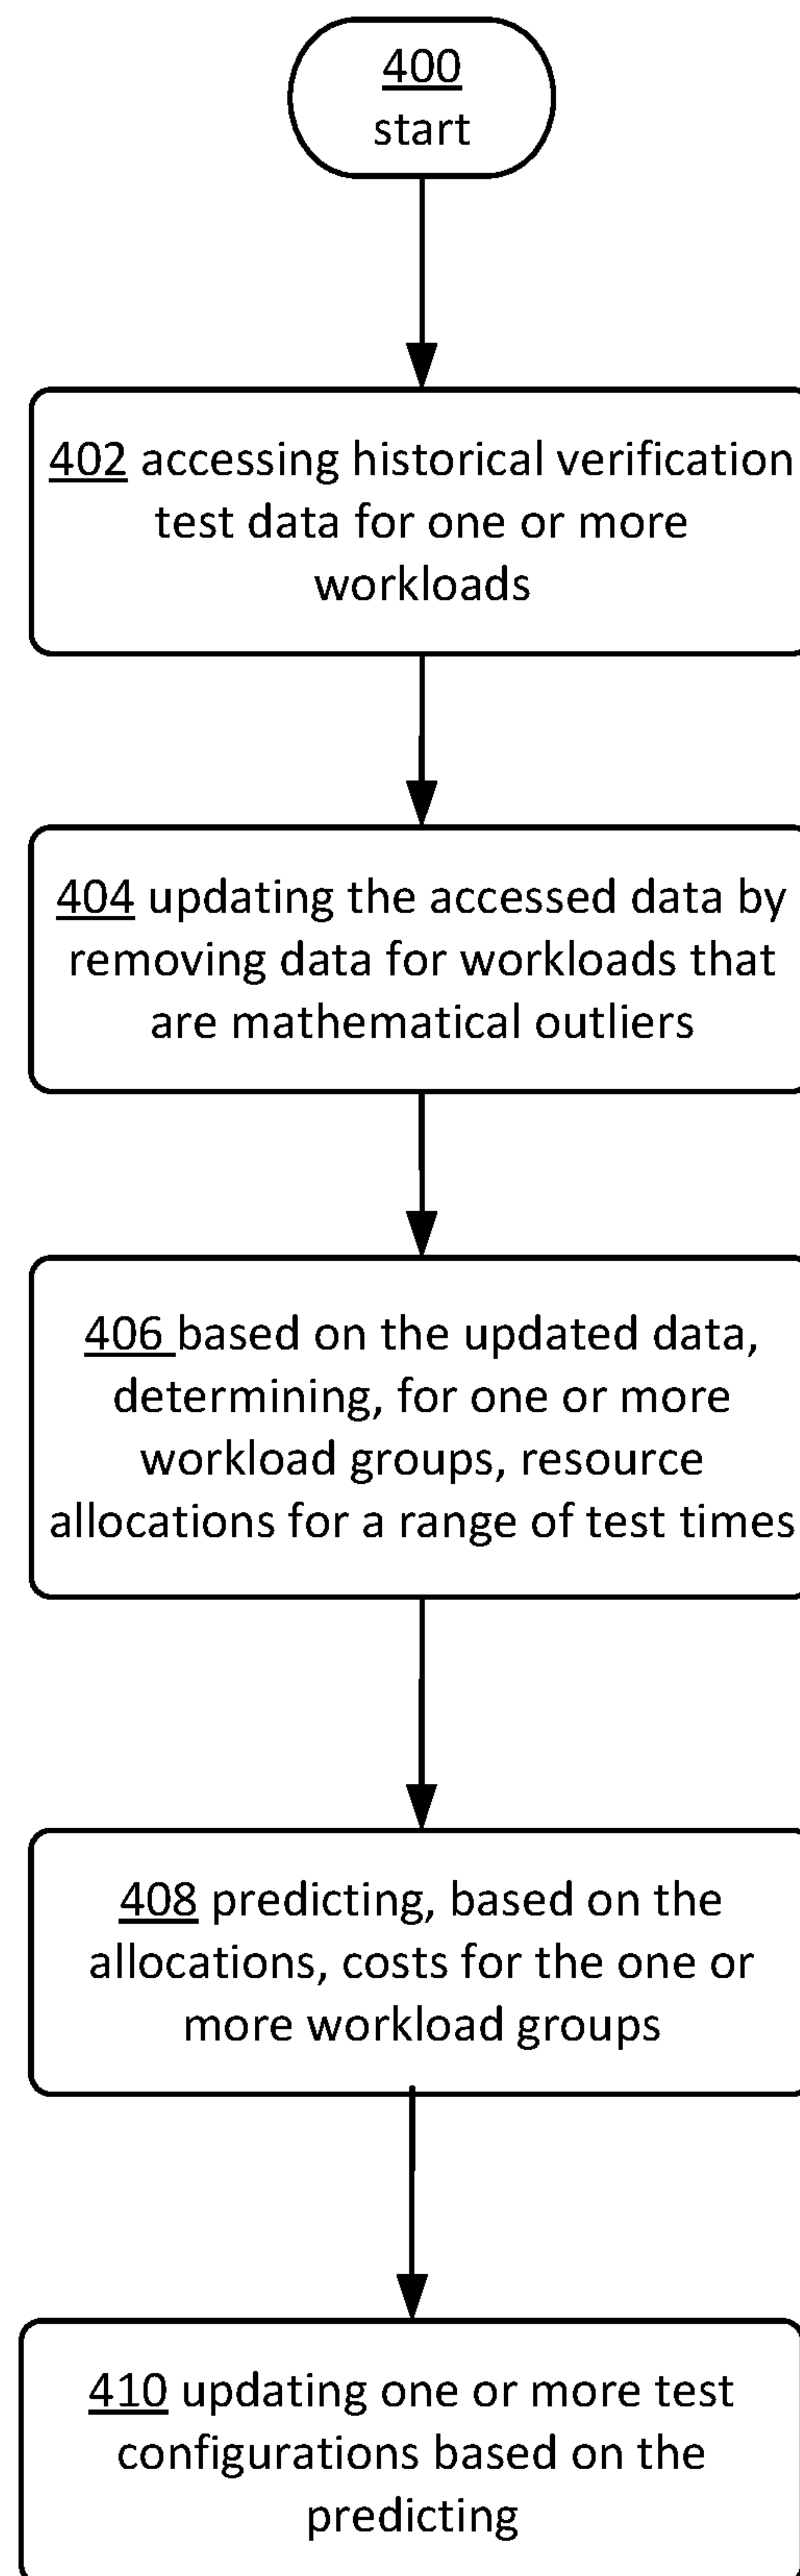 400
start
402 accessing historical verification
test data for one or more
workloads
404 updating the accessed data by
removing data for workloads that
are mathematical outliers
406 based on the updated data,
determining, for one or more
workload groups, resource
allocations for a range of test times
408 predicting, based on the
allocations, costs for the one or
more workload groups
410 updating one or more test
configurations based on the
predicting